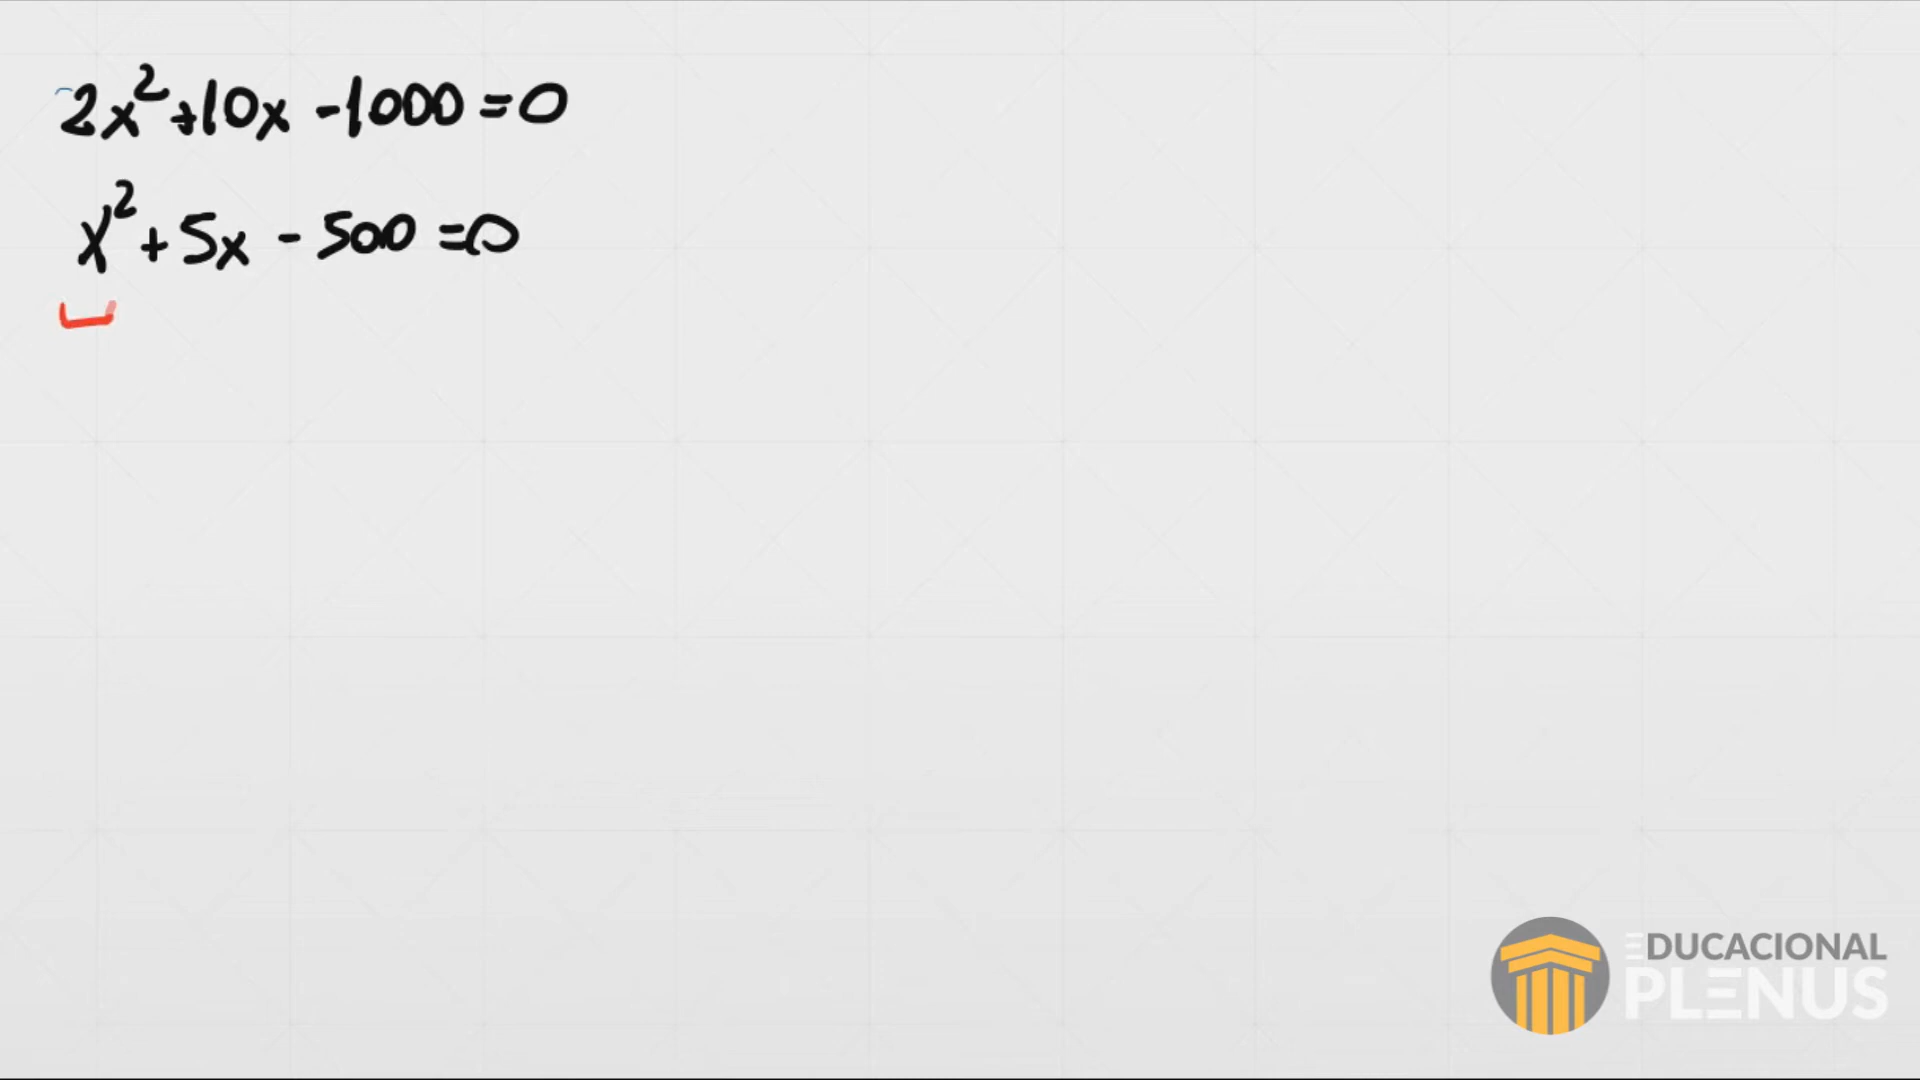 2x²+10x -1000 =0
x²+ 5x - 500 =0
EDUCACIONAL
PLENUS